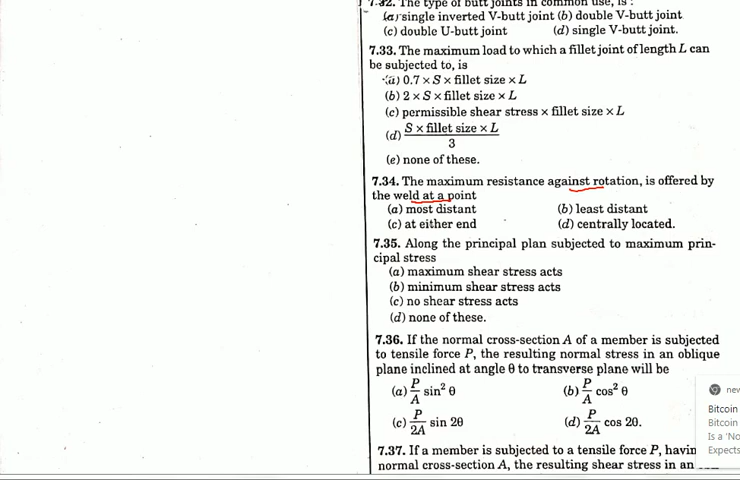 7.32. The type of butt joints in common use, is :
(a) single inverted V-butt joint (b) double V-butt joint
(c) double U-butt joint (d) single V-butt joint.
7.33. The maximum load to which a fillet joint of length L can
be subjected to, is
(a) 0.7 × S × fillet size × L
(b) 2 × S × fillet size × L
(c) permissible shear stress × fillet size × L
(d) S × fillet size × L / 3
(e) none of these.
7.34. The maximum resistance against rotation, is offered by
the weld at a point
(a) most distant (b) least distant
(c) at either end (d) centrally located.
7.35. Along the principal plan subjected to maximum prin-
cipal stress
(a) maximum shear stress acts
(b) minimum shear stress acts
(c) no shear stress acts
(d) none of these.
7.36. If the normal cross-section A of a member is subjected
to tensile force P, the resulting normal stress in an oblique
plane inclined at angle θ to transverse plane will be
(a) P/A sin² θ (b) P/A cos² θ
(c) P/2A sin 2θ (d) P/2A cos 2θ.
7.37. If a member is subjected to a tensile force P, havin
normal cross-section A, the resulting shear stress in an
new
Bitcoin
Bitcoin
Is a 'No
Expects